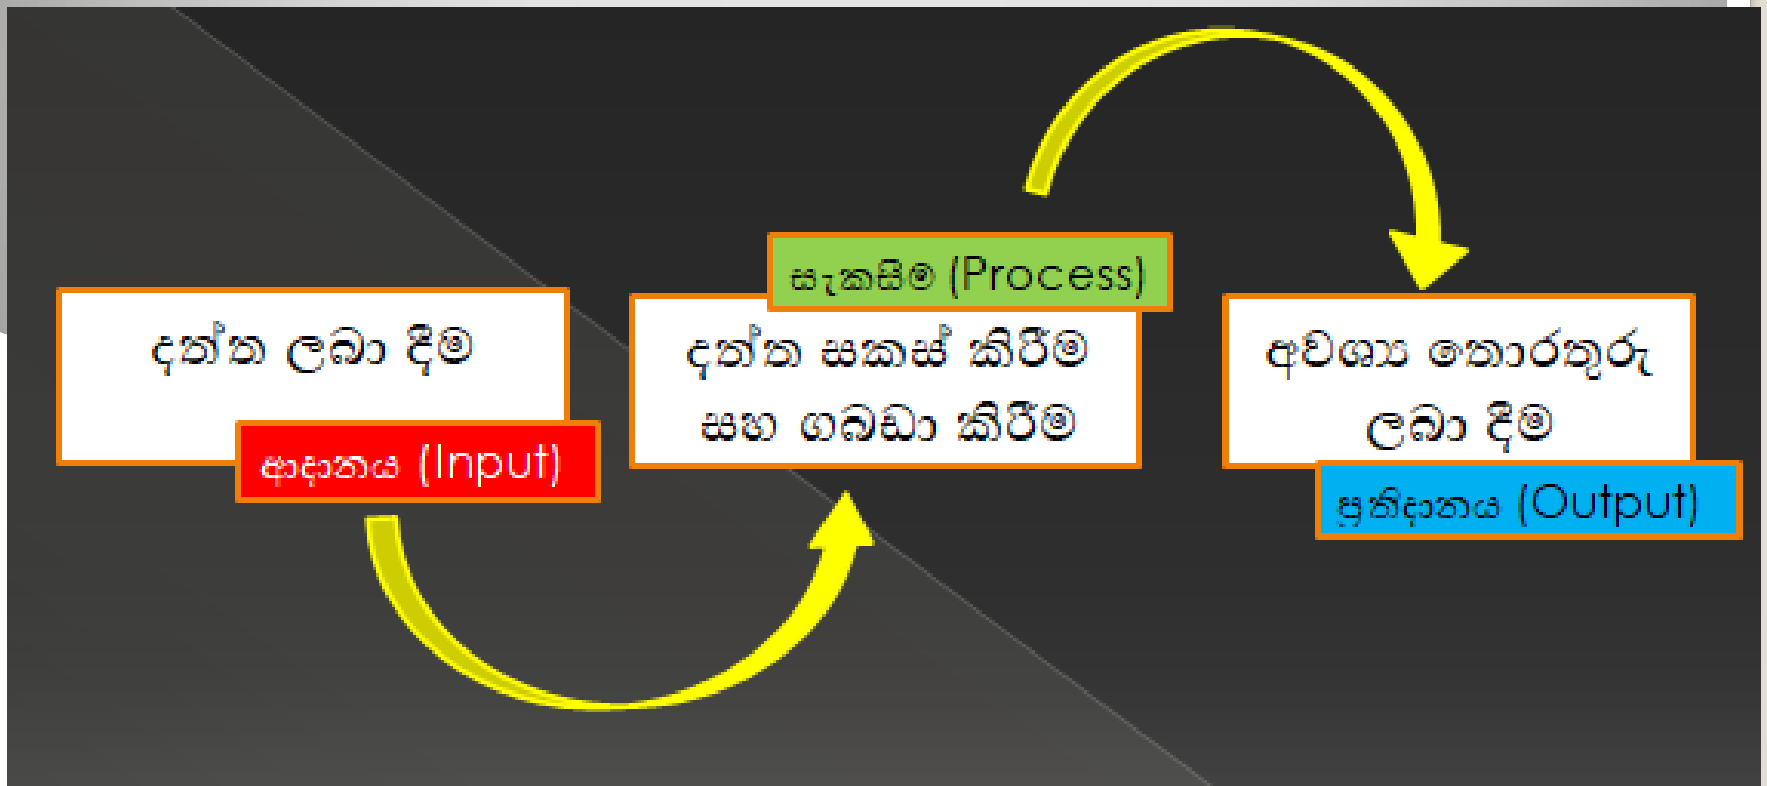 දත්ත ලබා දීම
ආදානය (Input)
සැකසීම (Process)
දත්ත සකස් කිරීම
සහ ගබඩා කිරීම
අවශ්‍ය තොරතුරු
ලබා දීම
ප්‍රතිදානය (Output)